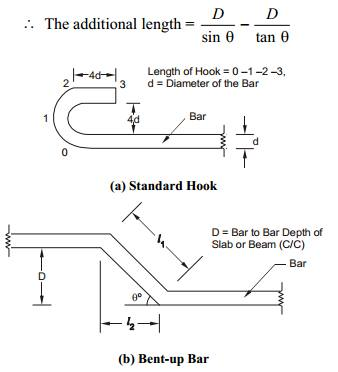 ∴ The additional length = D/sin θ − D/tan θ
4d
2
3
Length of Hook = 0 –1 –2 –3,
d = Diameter of the Bar
1
4d
Bar
d
0
(a) Standard Hook
l₁
D = Bar to Bar Depth of
Slab or Beam (C/C)
Bar
D
θ°
l₂
(b) Bent-up Bar